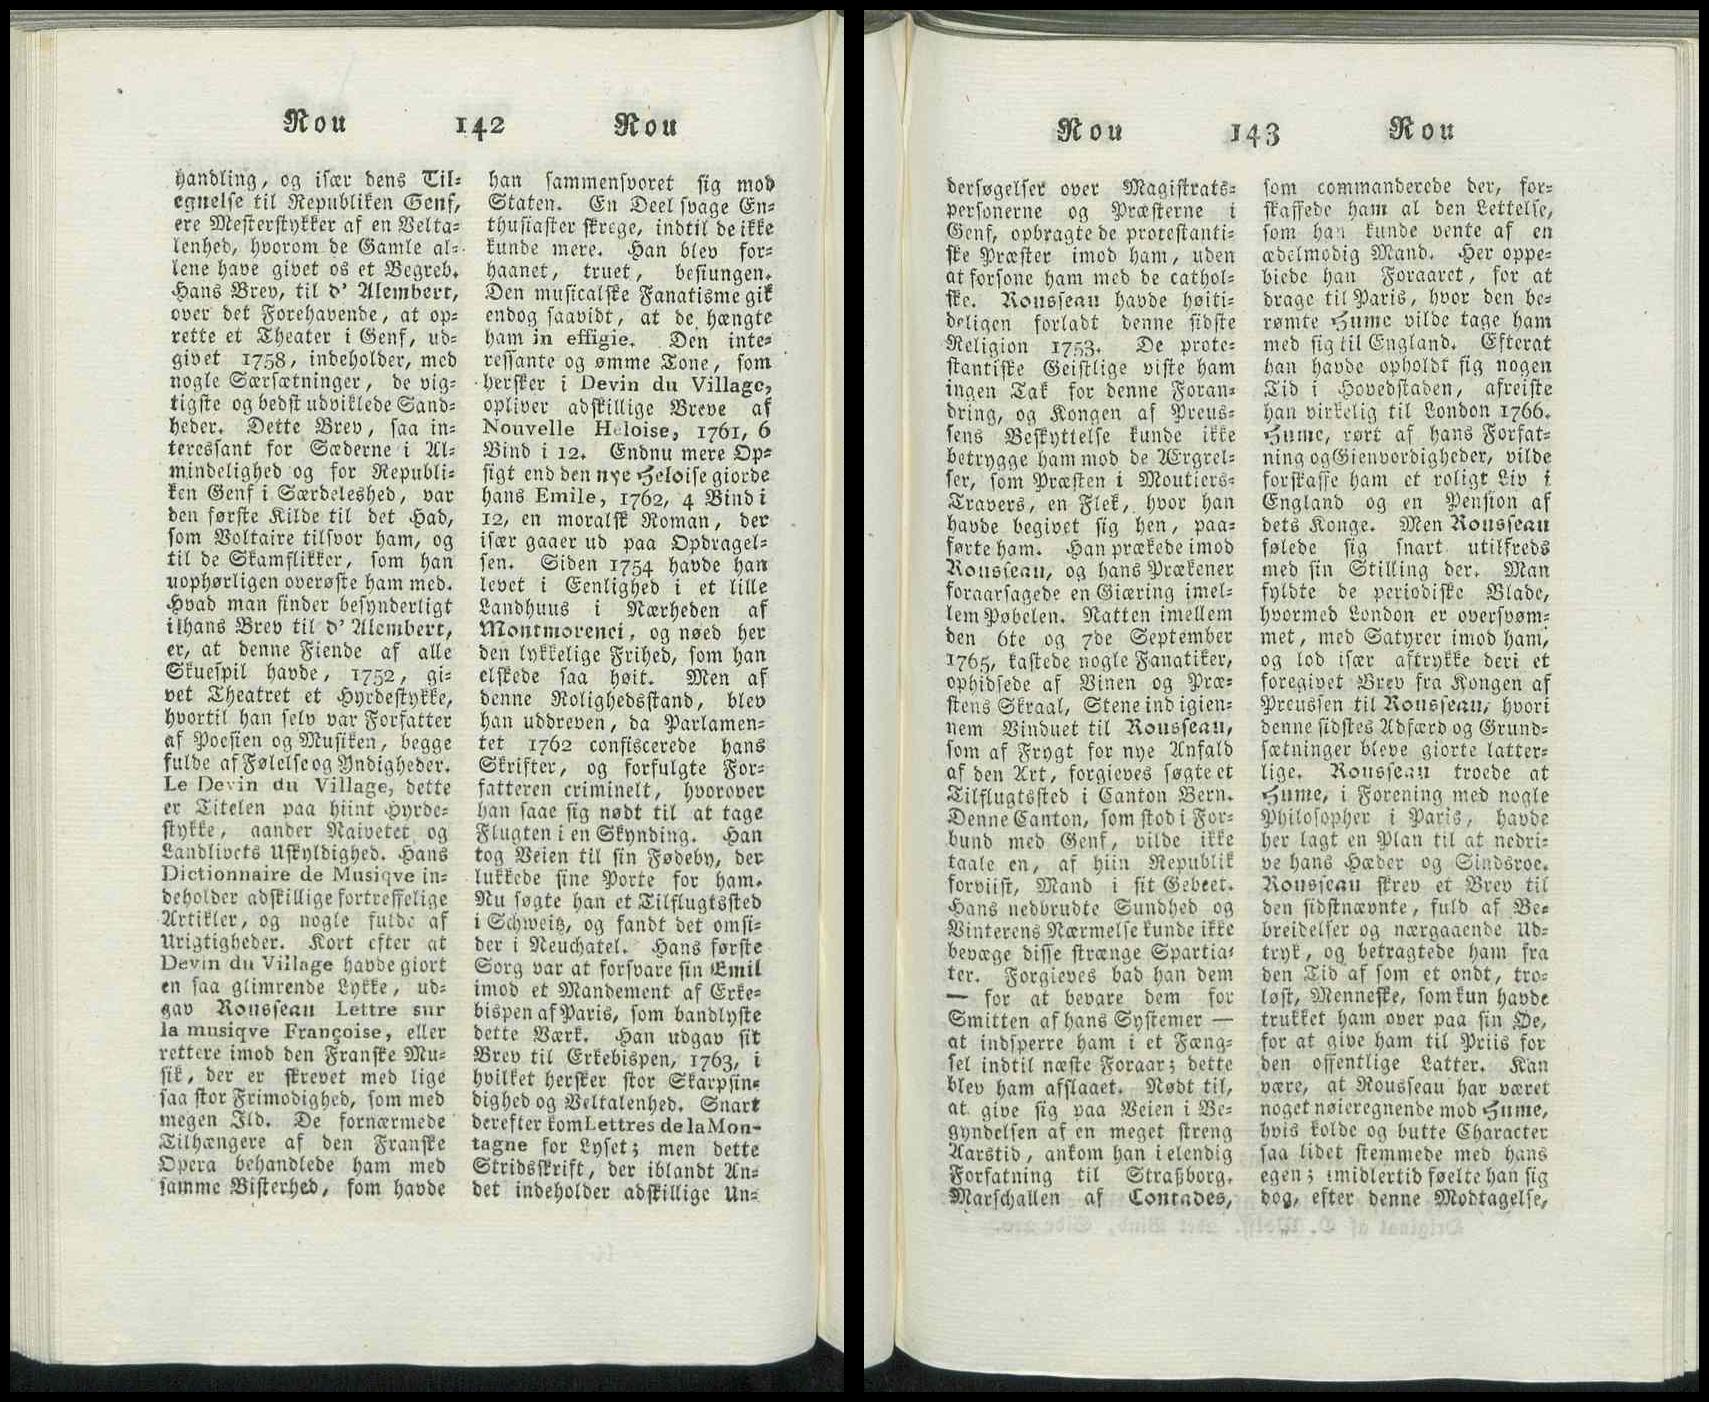 Rou 142 Rou
handling, og især dens Til-
egnelse til Republiken Genf,
ere Mesterstykker af en Velta-
lenhed, hvorom de Gamle al-
lene have givet os et Begreb.
Hans Brev, til d' Alembert,
over det Forehavende, at op-
rette et Theater i Genf, ud-
givet 1758, indeholder, med
nogle Særsætninger, de vig-
tigste og bedst udviklede Sand-
heder. Dette Brev, saa in-
teressant for Sæderne i Al-
mindelighed og for Republi-
ken Genf i Særdeleshed, var
den første Kilde til det Had,
som Voltaire tilsvor ham, og
til de Skamflikker, som han
uophørligen overøste ham med.
Hvad man finder besynderligt
i hans Brev til d' Alembert,
er, at denne Fiende af alle
Skuespil havde, 1752, gi-
vet Theatret et Hyrdestykke,
hvortil han selv var Forfatter
af Poesien og Musiken, begge
fulde af Følelse og Yndigheder.
Le Devin du Village, dette
er Titelen paa hiint Hyrde-
stykke, aander Naivetet og
Landlivets Uskyldighed. Hans
Dictionnaire de Musiqve in-
deholder adskillige fortreffelige
Artikler, og nogle fulde af
Urigtigheder. Kort efter at
Devin du Village havde giort
en saa glimrende Lykke, ud-
gav Rousseau Lettre sur
la musiqve Françoise, eller
rettere imod den Franske Mu-
sik, der er skrevet med lige
saa stor Frimodighed, som med
megen Ild. De fornærmede
Tilhængere af den Franske
Opera behandlede ham med
samme Bisterhed, som havde
han sammensvoret sig mod
Staten. En Deel svage En-
thusiaster skrege, indtil de ikke
kunde mere. Han blev for-
haanet, truet, besiungen.
Den musicalske Fanatisme gik
endog saavidt, at de hængte
ham in effigie. Den inte-
ressante og ømme Tone, som
hersker i Devin du Village,
opliver adskillige Breve af
Nouvelle Heloise, 1761, 6
Bind i 12. Endnu mere Op-
sigt end den nye Heloise giorde
hans Emile, 1762, 4 Bind i
12, en moralsk Roman, der
især gaaer ud paa Opdragel-
sen. Siden 1754 havde han
levet i Eenlighed i et lille
Landhuus i Nærheden af
Montmorenci, og nøed her
den lykkelige Frihed, som han
elskede saa høit. Men af
denne Rolighedsstand, blev
han uddreven, da Parlamen-
tet 1762 confiscerede hans
Skrifter, og forfulgte For-
fatteren criminelt, hvorover
han saae sig nødt til at tage
Flugten i en Skynding. Han
tog Veien til sin Fødeby, der
lukkede sine Porte for ham.
Nu søgte han et Tilflugtssted
i Schweitz, og fandt det omsi-
der i Neuchatel. Hans første
Sorg var at forsvare sin Emil
imod et Mandement af Erke-
bispen af Paris, som bandlyste
dette Værk. Han udgav sit
Brev til Erkebispen, 1763, i
hvilket hersker stor Skarpsin-
dighed og Veltalenhed. Snart
derefter kom Lettres de la Mon-
tagne for Lyset; men dette
Stridsskrift, der iblandt An-
det indeholder adskillige Un-
Rou 143 Rou
dersøgelser over Magistrats-
personerne og Præsterne i
Genf, opbragte de protestanti-
ske Præster imod ham, uden
at forsone ham med de cathol-
ske. Rousseau havde høiti-
deligen forladt denne sidste
Religion 1753. De prote-
stantiske Geistlige viste ham
ingen Tak for denne Foran-
dring, og Kongen af Preus-
sens Beskyttelse kunde ikke
betrygge ham mod de Ærgrel-
ser, som Præsten i Moutiers-
Travers, en Flek, hvor han
havde begivet sig hen, paa-
førte ham. Han prækede imod
Rousseau, og hans Prækener
foraarsagede en Giæring imel-
lem Pøbelen. Natten imellem
den 6te og 7de September
1765, kastede nogle Fanatiker,
ophidsede af Vinen og Præ-
stens Skraal, Stene ind igien-
nem Vinduet til Rousseau,
som af Frygt for nye Anfald
af den Art, forgieves søgte et
Tilflugtssted i Canton Bern.
Denne Canton, som stod i For-
bund med Genf, vilde ikke
taale en, af hiin Republik
forviist, Mand i sit Gebeet.
Hans nedbrudte Sundhed og
Vinterens Nærmelse kunde ikke
bevæge disse strænge Spartia-
ter. Forgieves bad han dem
— for at bevare dem for
Smitten af hans Systemer —
at indsperre ham i et Fæng-
sel indtil næste Foraar; dette
blev ham afslaaet. Nødt til,
at give sig paa Veien i Be-
gyndelsen af en meget streng
Aarstid, ankom han i elendig
Forfatning til Straßborg.
Marschallen af Contades,
som commanderede der, for-
skaffede ham al den Lettelse,
som han kunde vente af en
ædelmodig Mand. Her oppe-
biede han Foraaret, for at
drage til Paris, hvor den be-
rømte Hume vilde tage ham
med sig til England. Efterat
han havde opholdt sig nogen
Tid i Hovedstaden, afreiste
han virkelig til London 1766.
Hume, rørt af hans Forfat-
ning og Gienvordigheder, vilde
forskaffe ham et roligt Liv i
England og en Pension af
dets Konge. Men Rousseau
følede sig snart utilfreds
med sin Stilling der. Man
fyldte de periodiske Blade,
hvormed London er oversvøm-
met, med Satyrer imod ham,
og lod især aftrykke deri et
foregivet Brev fra Kongen af
Preussen til Rousseau, hvori
denne sidstes Adfærd og Grund-
sætninger bleve giorte latter-
lige. Rousseau troede at
Hume, i Forening med nogle
Philosopher i Paris, havde
her lagt en Plan til at nedri-
ve hans Hæder og Sindsroe.
Rousseau skrev et Brev til
den sidstnævnte, fuld af Be-
breidelser og nærgaaende Ud-
tryk, og betragtede ham fra
den Tid af som et ondt, tro-
løst, Menneske, som kun havde
trukket ham over paa sin Øe,
for at give ham til Priis for
den offentlige Latter. Kan
være, at Rousseau har været
noget nøieregnende mod Hume,
hvis kolde og butte Character
saa lidet stemmede med hans
egen; imidlertid føelte han sig
dog, efter denne Modtagelse,